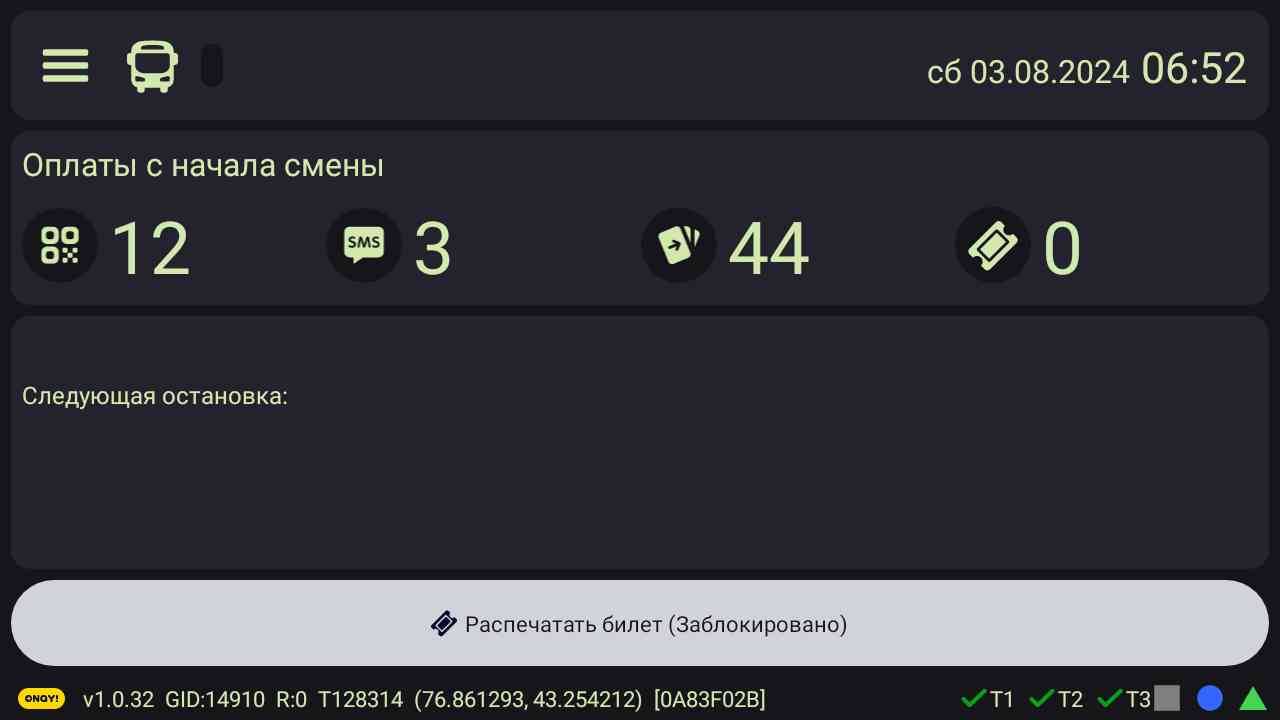 сб 03.08.2024 06:52
Оплаты с начала смены
12 SMS 3 44 0
Следующая остановка:
Распечатать билет (Заблокировано)
ONAY! v1.0.32 GID:14910 R:0 T128314 (76.861293, 43.254212) [0A83F02B] T1 T2 T3